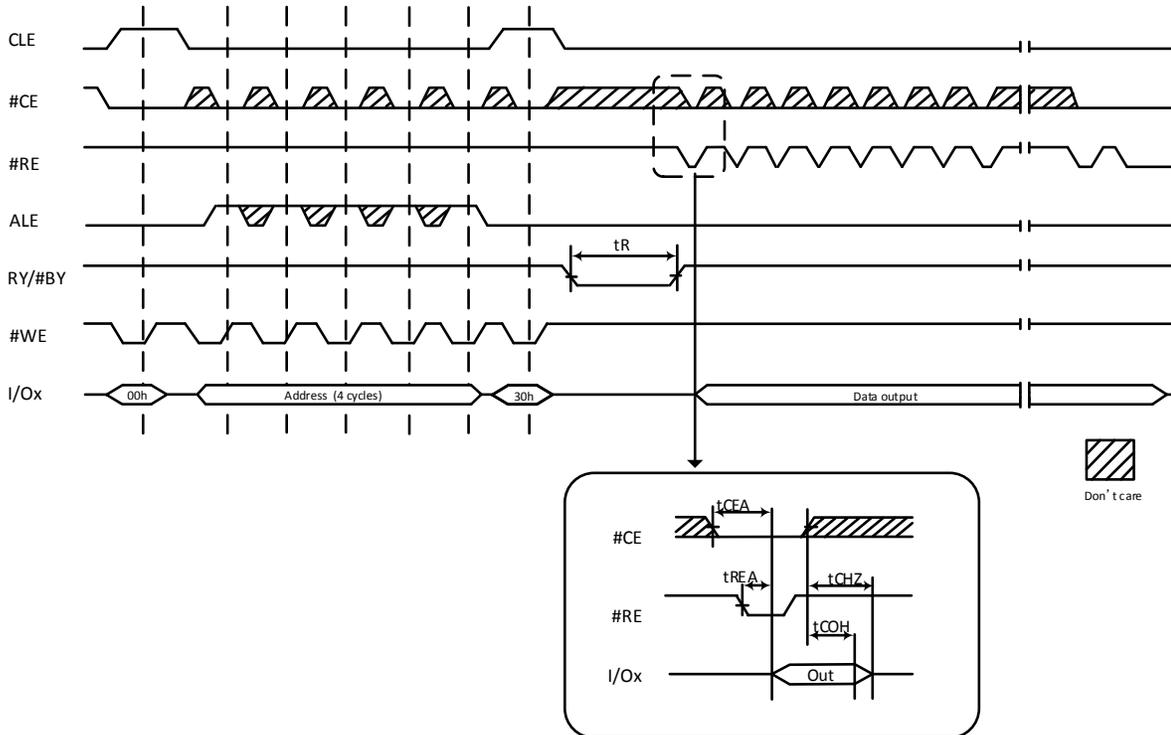 CLE
#CE
#RE
ALE
tR
RY/#BY
#WE
I/Ox
00h
Address (4 cycles)
30h
Data output
Don't care
tCEA
#CE
tREA
tCHZ
#RE
tCOH
I/Ox
Out